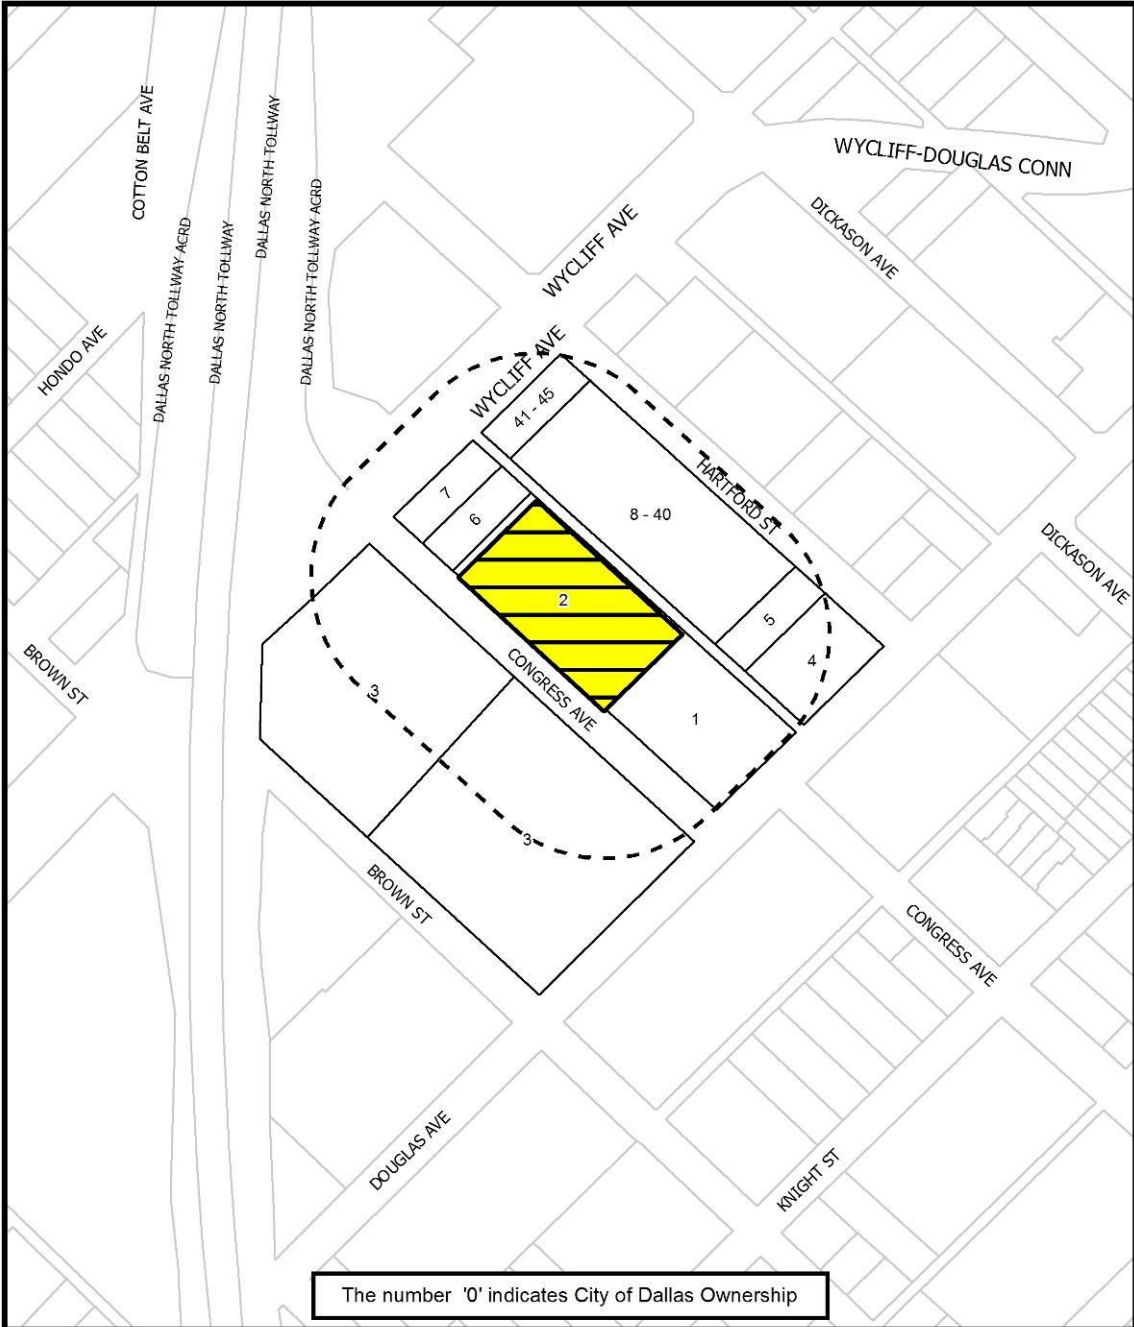 COTTON BELT AVE
DALLAS NORTH TOLLWAY
WYCLIFF-DOUGLAS CONN
DALLAS NORTH TOLLWAY ACRD
DICKASON AVE
WYCLIFF AVE
DALLAS NORTH TOLLWAY ACRD
DALLAS NORTH TOLLWAY
HONDO AVE
WYCLIFF AVE
41 - 45
HARTFORD ST
7
6
8 - 40
DICKASON AVE
2
5
4
BROWN ST
CONGRESS AVE
3
1
3
BROWN ST
CONGRESS AVE
DOUGLAS AVE
KNIGHT ST
The number '0' indicates City of Dallas Ownership